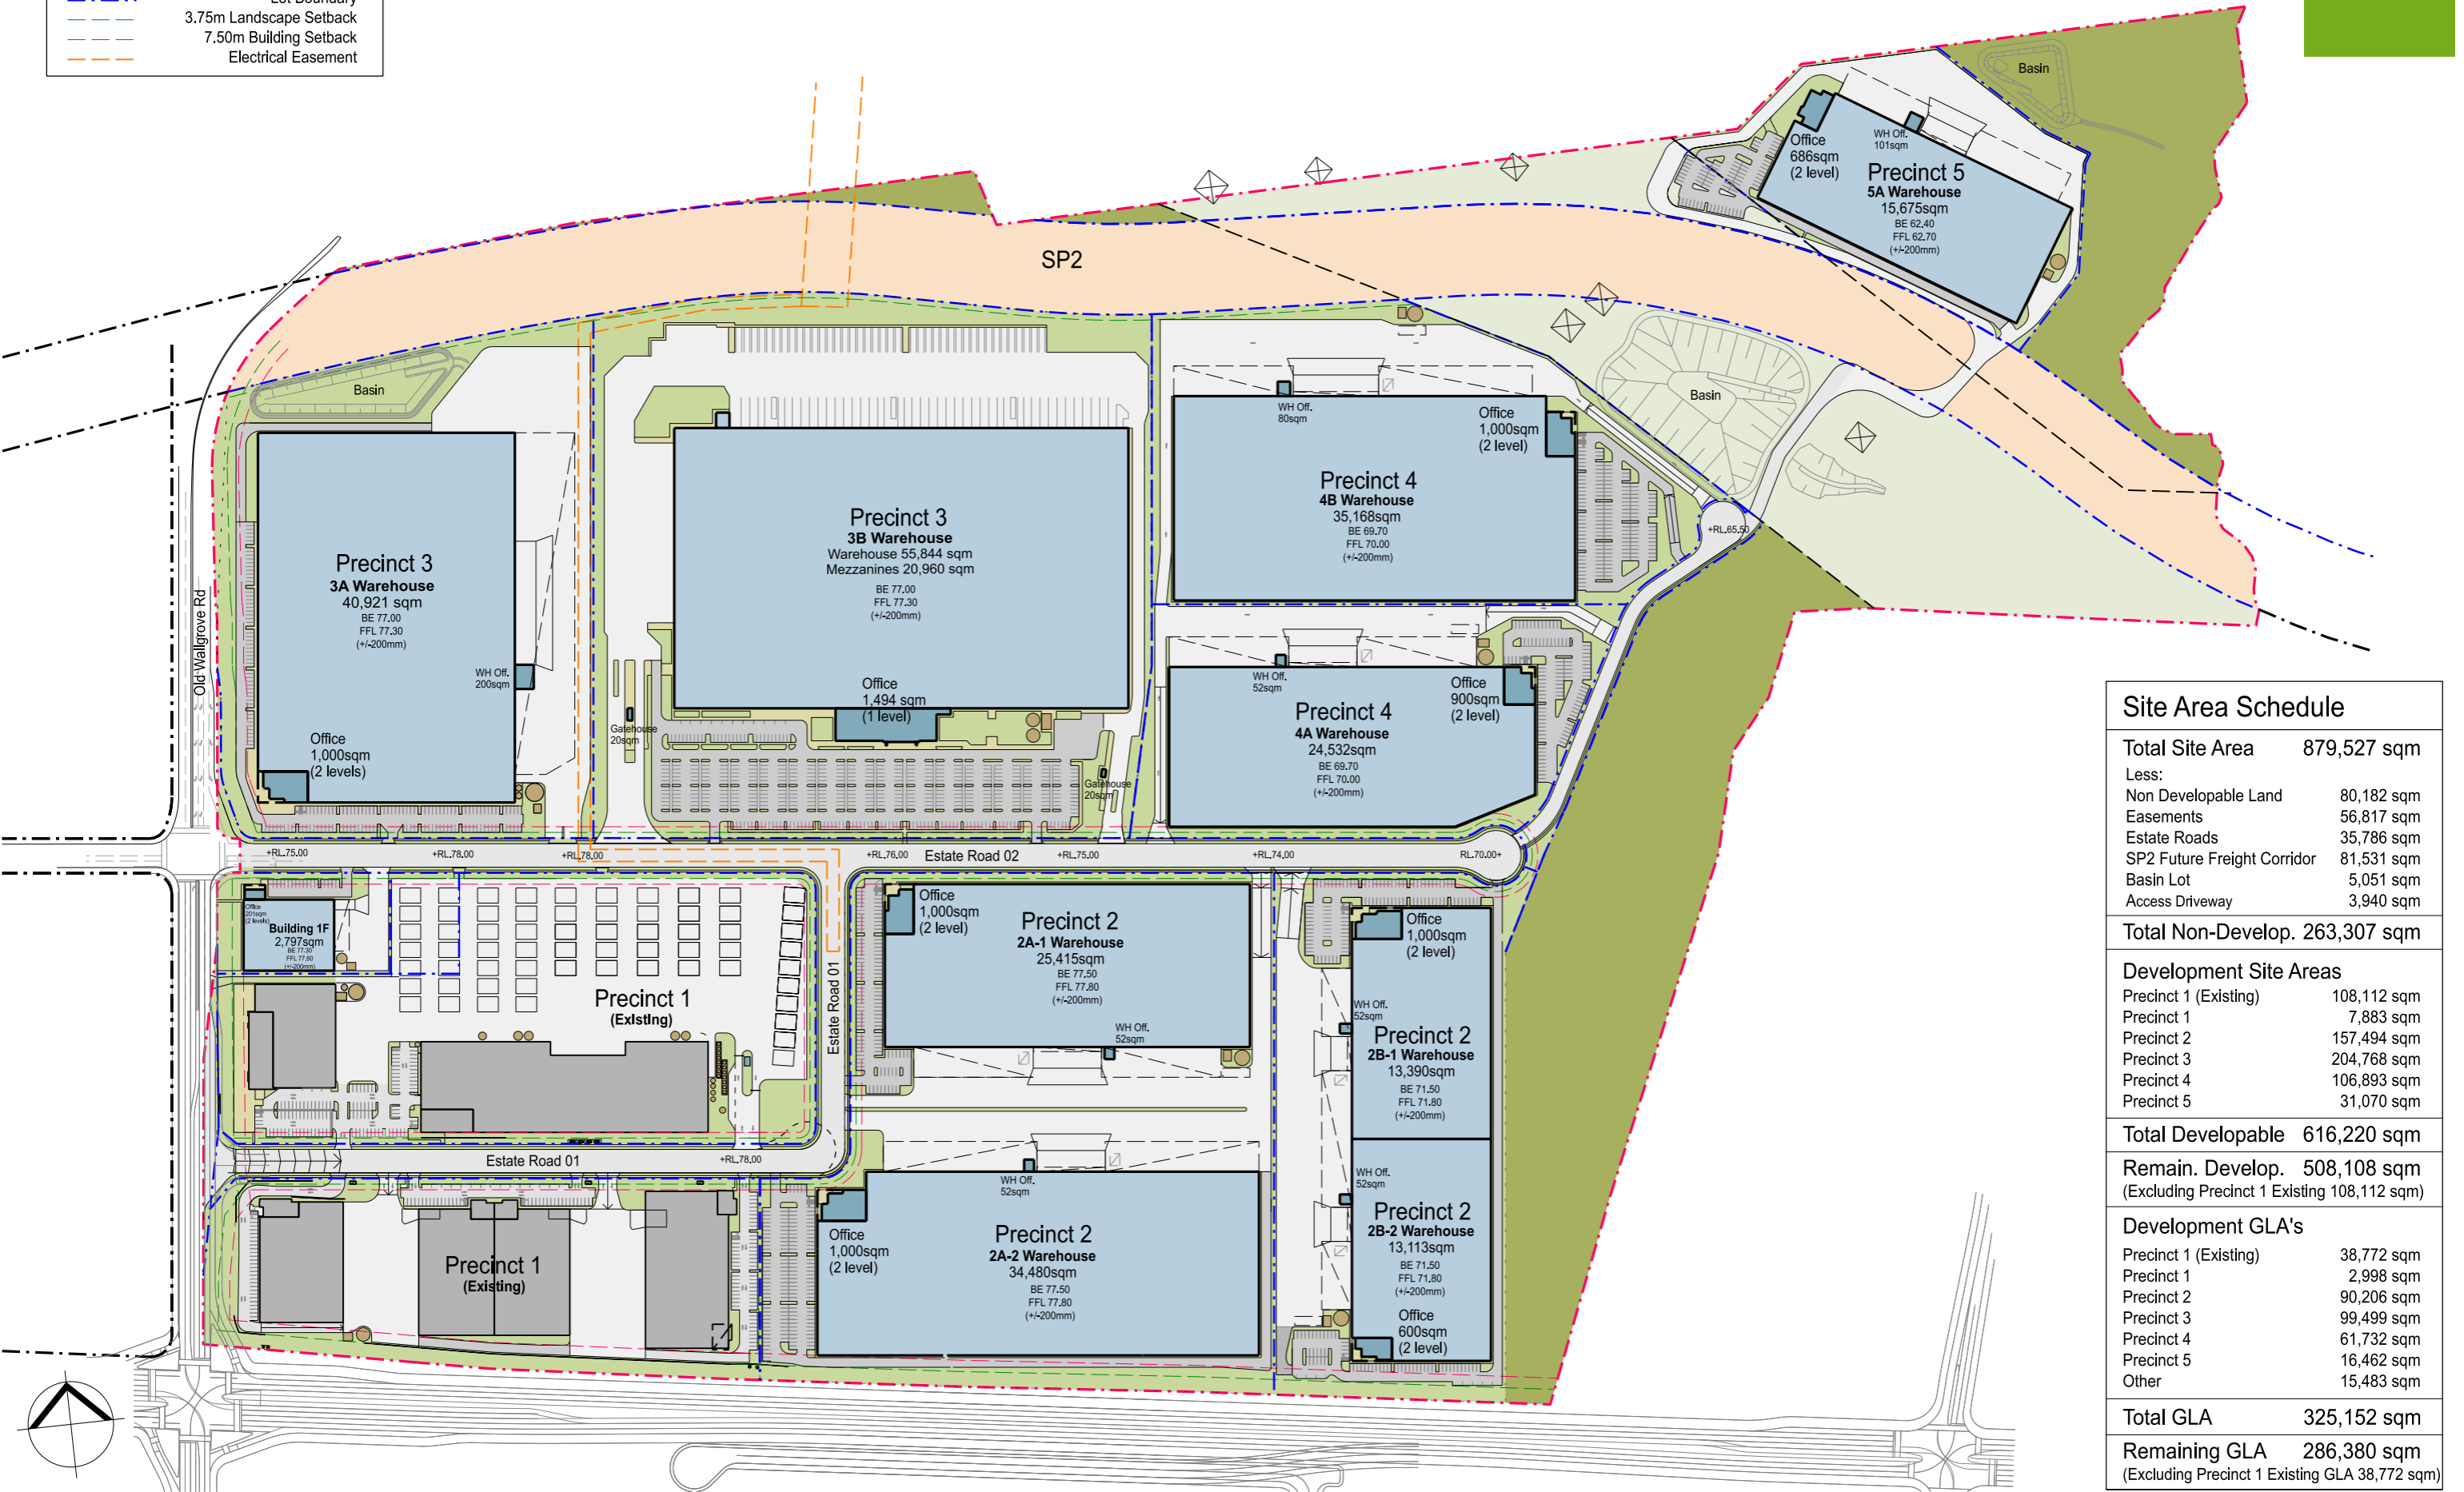 Lot Boundary
3.75m Landscape Setback
7.50m Building Setback
Electrical Easement
Basin
Office
686sqm
(2 level)
WH Off.
101sqm
Precinct 5
5A Warehouse
15,675sqm
BE 62.40
FFL 62.70
(+/-200mm)
SP2
Basin
Basin
Old Wallgrove Rd
Precinct 3
3A Warehouse
40,921 sqm
BE 77.00
FFL 77.30
(+/-200mm)
WH Off.
200sqm
Office
1,000sqm
(2 levels)
Precinct 3
3B Warehouse
Warehouse 55,844 sqm
Mezzanines 20,960 sqm
BE 77.00
FFL 77.30
(+/-200mm)
Office
1,494 sqm
(1 level)
Gatehouse
20sqm
Gatehouse
20sqm
WH Off.
80sqm
Office
1,000sqm
(2 level)
Precinct 4
4B Warehouse
35,168sqm
BE 69.70
FFL 70.00
(+/-200mm)
+RL.65.50
WH Off.
52sqm
Office
900sqm
(2 level)
Precinct 4
4A Warehouse
24,532sqm
BE 69.70
FFL 70.00
(+/-200mm)
+RL.75.00
+RL.78.00
+RL.78.00
+RL.76.00
Estate Road 02
+RL.75.00
+RL.74.00
RL.70.00+
Office
201sqm
(2 levels)
Building 1F
2,797sqm
BE 77.30
FFL 77.60
(+/-200mm)
Precinct 1
(Existing)
Estate Road 01
Office
1,000sqm
(2 level)
Precinct 2
2A-1 Warehouse
25,415sqm
BE 77.50
FFL 77.80
(+/-200mm)
WH Off.
52sqm
Office
1,000sqm
(2 level)
WH Off.
52sqm
Precinct 2
2B-1 Warehouse
13,390sqm
BE 71.50
FFL 71.80
(+/-200mm)
Estate Road 01
+RL.78.00
WH Off.
52sqm
Office
1,000sqm
(2 level)
Precinct 2
2A-2 Warehouse
34,480sqm
BE 77.50
FFL 77.80
(+/-200mm)
WH Off.
52sqm
Precinct 2
2B-2 Warehouse
13,113sqm
BE 71.50
FFL 71.80
(+/-200mm)
Office
600sqm
(2 level)
Precinct 1
(Existing)
Site Area Schedule
Total Site Area 879,527 sqm
Less:
Non Developable Land 80,182 sqm
Easements 56,817 sqm
Estate Roads 35,786 sqm
SP2 Future Freight Corridor 81,531 sqm
Basin Lot 5,051 sqm
Access Driveway 3,940 sqm
Total Non-Develop. 263,307 sqm
Development Site Areas
Precinct 1 (Existing) 108,112 sqm
Precinct 1 7,883 sqm
Precinct 2 157,494 sqm
Precinct 3 204,768 sqm
Precinct 4 106,893 sqm
Precinct 5 31,070 sqm
Total Developable 616,220 sqm
Remain. Develop. 508,108 sqm
(Excluding Precinct 1 Existing 108,112 sqm)
Development GLA's
Precinct 1 (Existing) 38,772 sqm
Precinct 1 2,998 sqm
Precinct 2 90,206 sqm
Precinct 3 99,499 sqm
Precinct 4 61,732 sqm
Precinct 5 16,462 sqm
Other 15,483 sqm
Total GLA 325,152 sqm
Remaining GLA 286,380 sqm
(Excluding Precinct 1 Existing GLA 38,772 sqm)